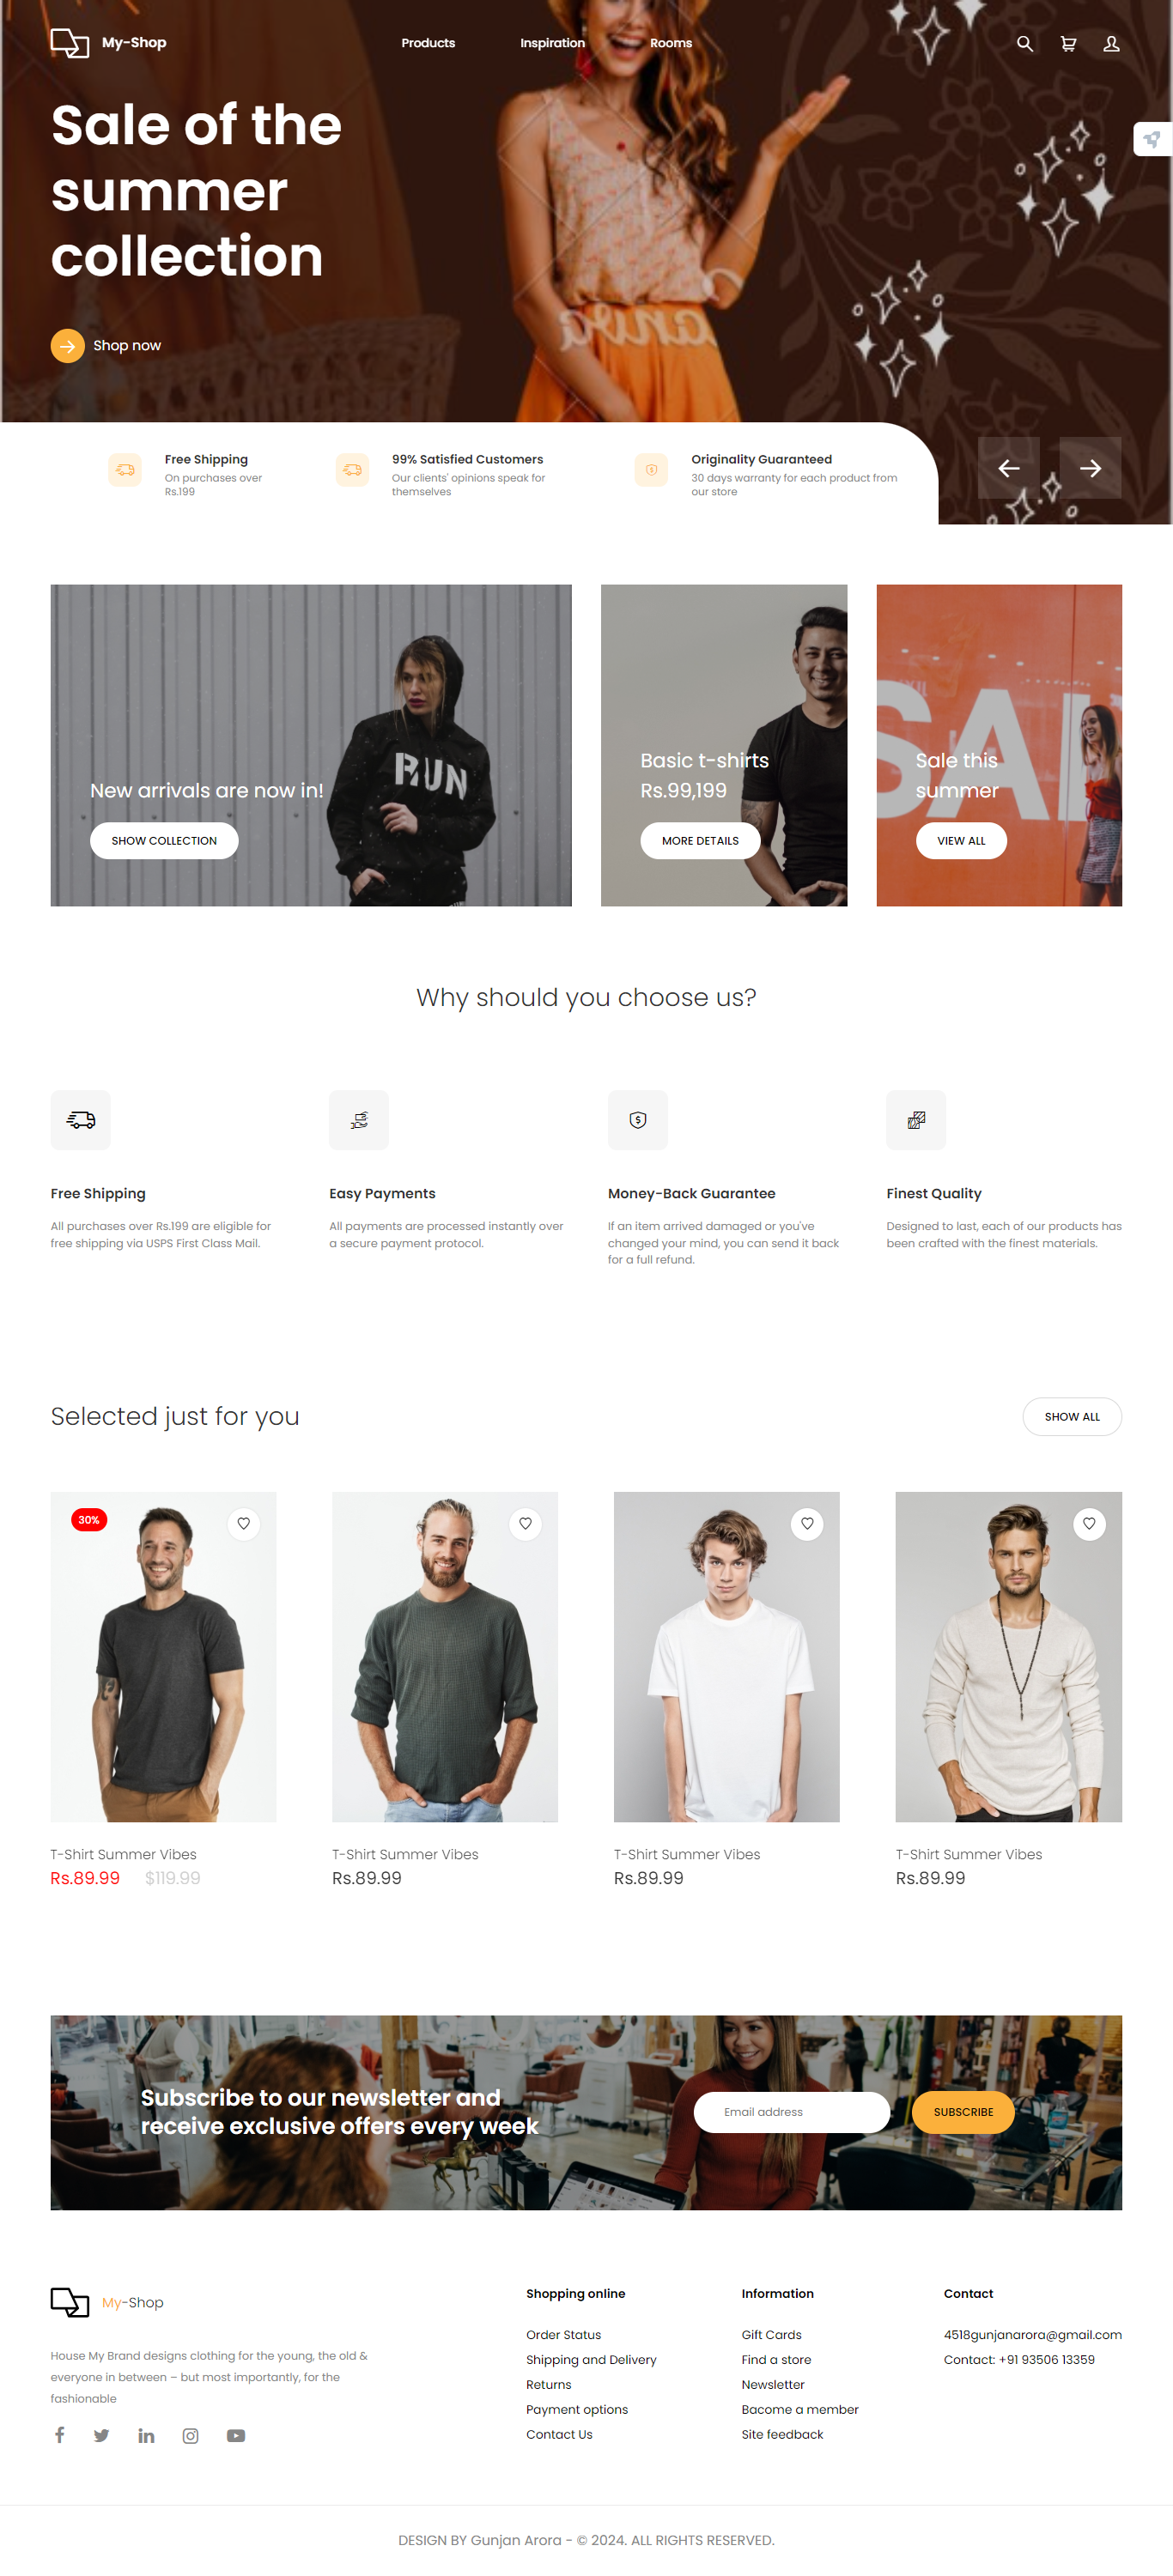 My-Shop
Products
Inspiration
Rooms
Sale of the
summer
collection
Shop now
Free Shipping
On purchases over
Rs.199
99% Satisfied Customers
Our clients' opinions speak for
themselves
Originality Guaranteed
30 days warranty for each product from
our store
RUN
New arrivals are now in!
SHOW COLLECTION
Basic t-shirts
Rs.99,199
MORE DETAILS
Sale this
summer
VIEW ALL
Why should you choose us?
Free Shipping
All purchases over Rs.199 are eligible for
free shipping via USPS First Class Mail.
Easy Payments
All payments are processed instantly over
a secure payment protocol.
Money-Back Guarantee
If an item arrived damaged or you've
changed your mind, you can send it back
for a full refund.
Finest Quality
Designed to last, each of our products has
been crafted with the finest materials.
Selected just for you
SHOW ALL
30%
T-Shirt Summer Vibes
Rs.89.99 $119.99
T-Shirt Summer Vibes
Rs.89.99
T-Shirt Summer Vibes
Rs.89.99
T-Shirt Summer Vibes
Rs.89.99
Subscribe to our newsletter and
receive exclusive offers every week
Email address
SUBSCRIBE
My-Shop
House My Brand designs clothing for the young, the old &
everyone in between – but most importantly, for the
fashionable
Shopping online
Order Status
Shipping and Delivery
Returns
Payment options
Contact Us
Information
Gift Cards
Find a store
Newsletter
Bacome a member
Site feedback
Contact
4518gunjanarora@gmail.com
Contact: +91 93506 13359
DESIGN BY Gunjan Arora - © 2024. ALL RIGHTS RESERVED.